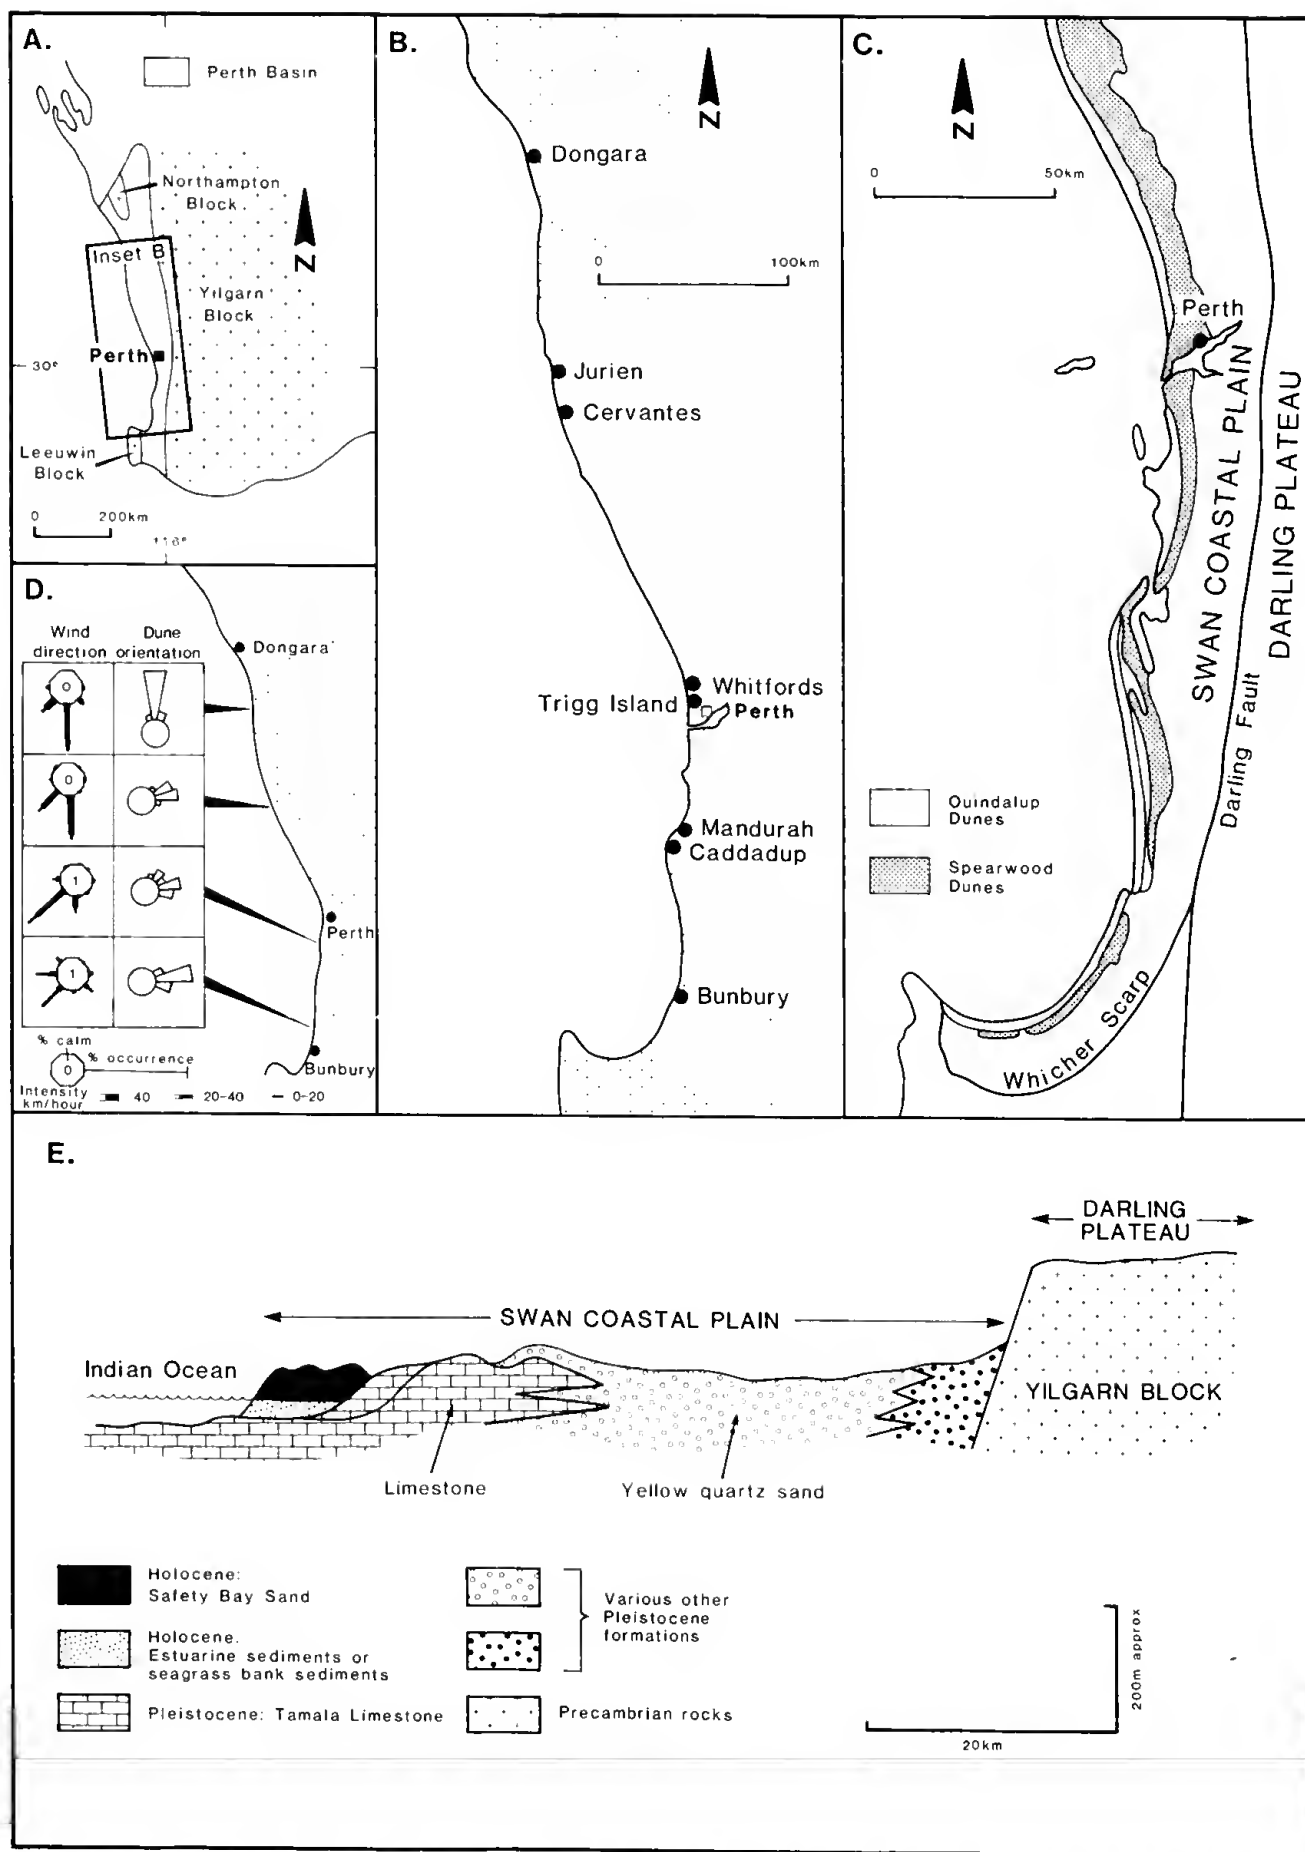 A.
Perth Basin
Northampton
Block
N
Inset B
Yilgarn
Block
Perth
30°
Leeuwin
Block
0 200km
116°
B.
N
Dongara
0 100km
Jurien
Cervantes
Whitfords
Trigg Island
Perth
Mandurah
Caddadup
Bunbury
C.
N
0 50km
Perth
SWAN COASTAL PLAIN
DARLING PLATEAU
Darling Fault
Quindalup
Dunes
Spearwood
Dunes
Whicher Scarp
D.
Wind
direction
Dune
orientation
0
0
1
1
Dongara
Perth
Bunbury
% calm
0
% occurrence
Intensity
km/hour
40 20-40 0-20
E.
DARLING
PLATEAU
SWAN COASTAL PLAIN
Indian Ocean
YILGARN BLOCK
Limestone
Yellow quartz sand
Holocene:
Safety Bay Sand
Holocene.
Estuarine sediments or
seagrass bank sediments
Pleistocene: Tamala Limestone
Various other
Pleistocene
formations
Precambrian rocks
200m approx
20km